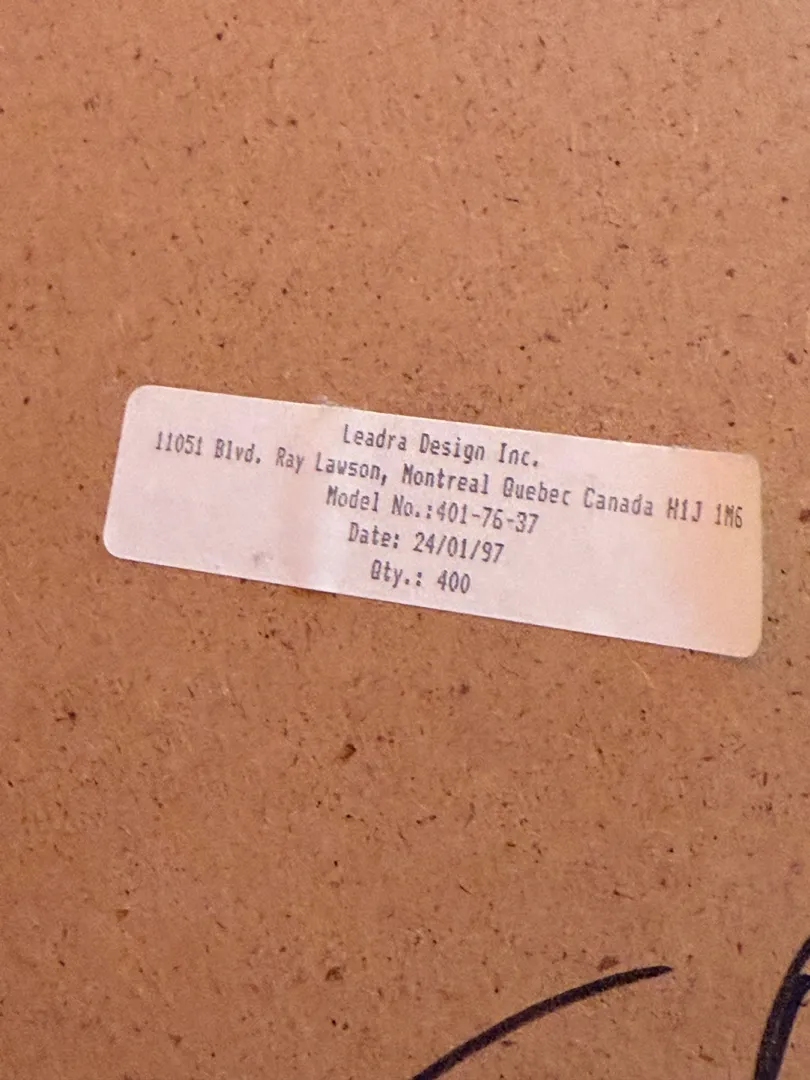 Leadra Design Inc.
11051 Blvd. Ray Lawson, Montreal Quebec Canada H1J 1M6
Model No.:401-76-37
Date: 24/01/97
Qty.: 400